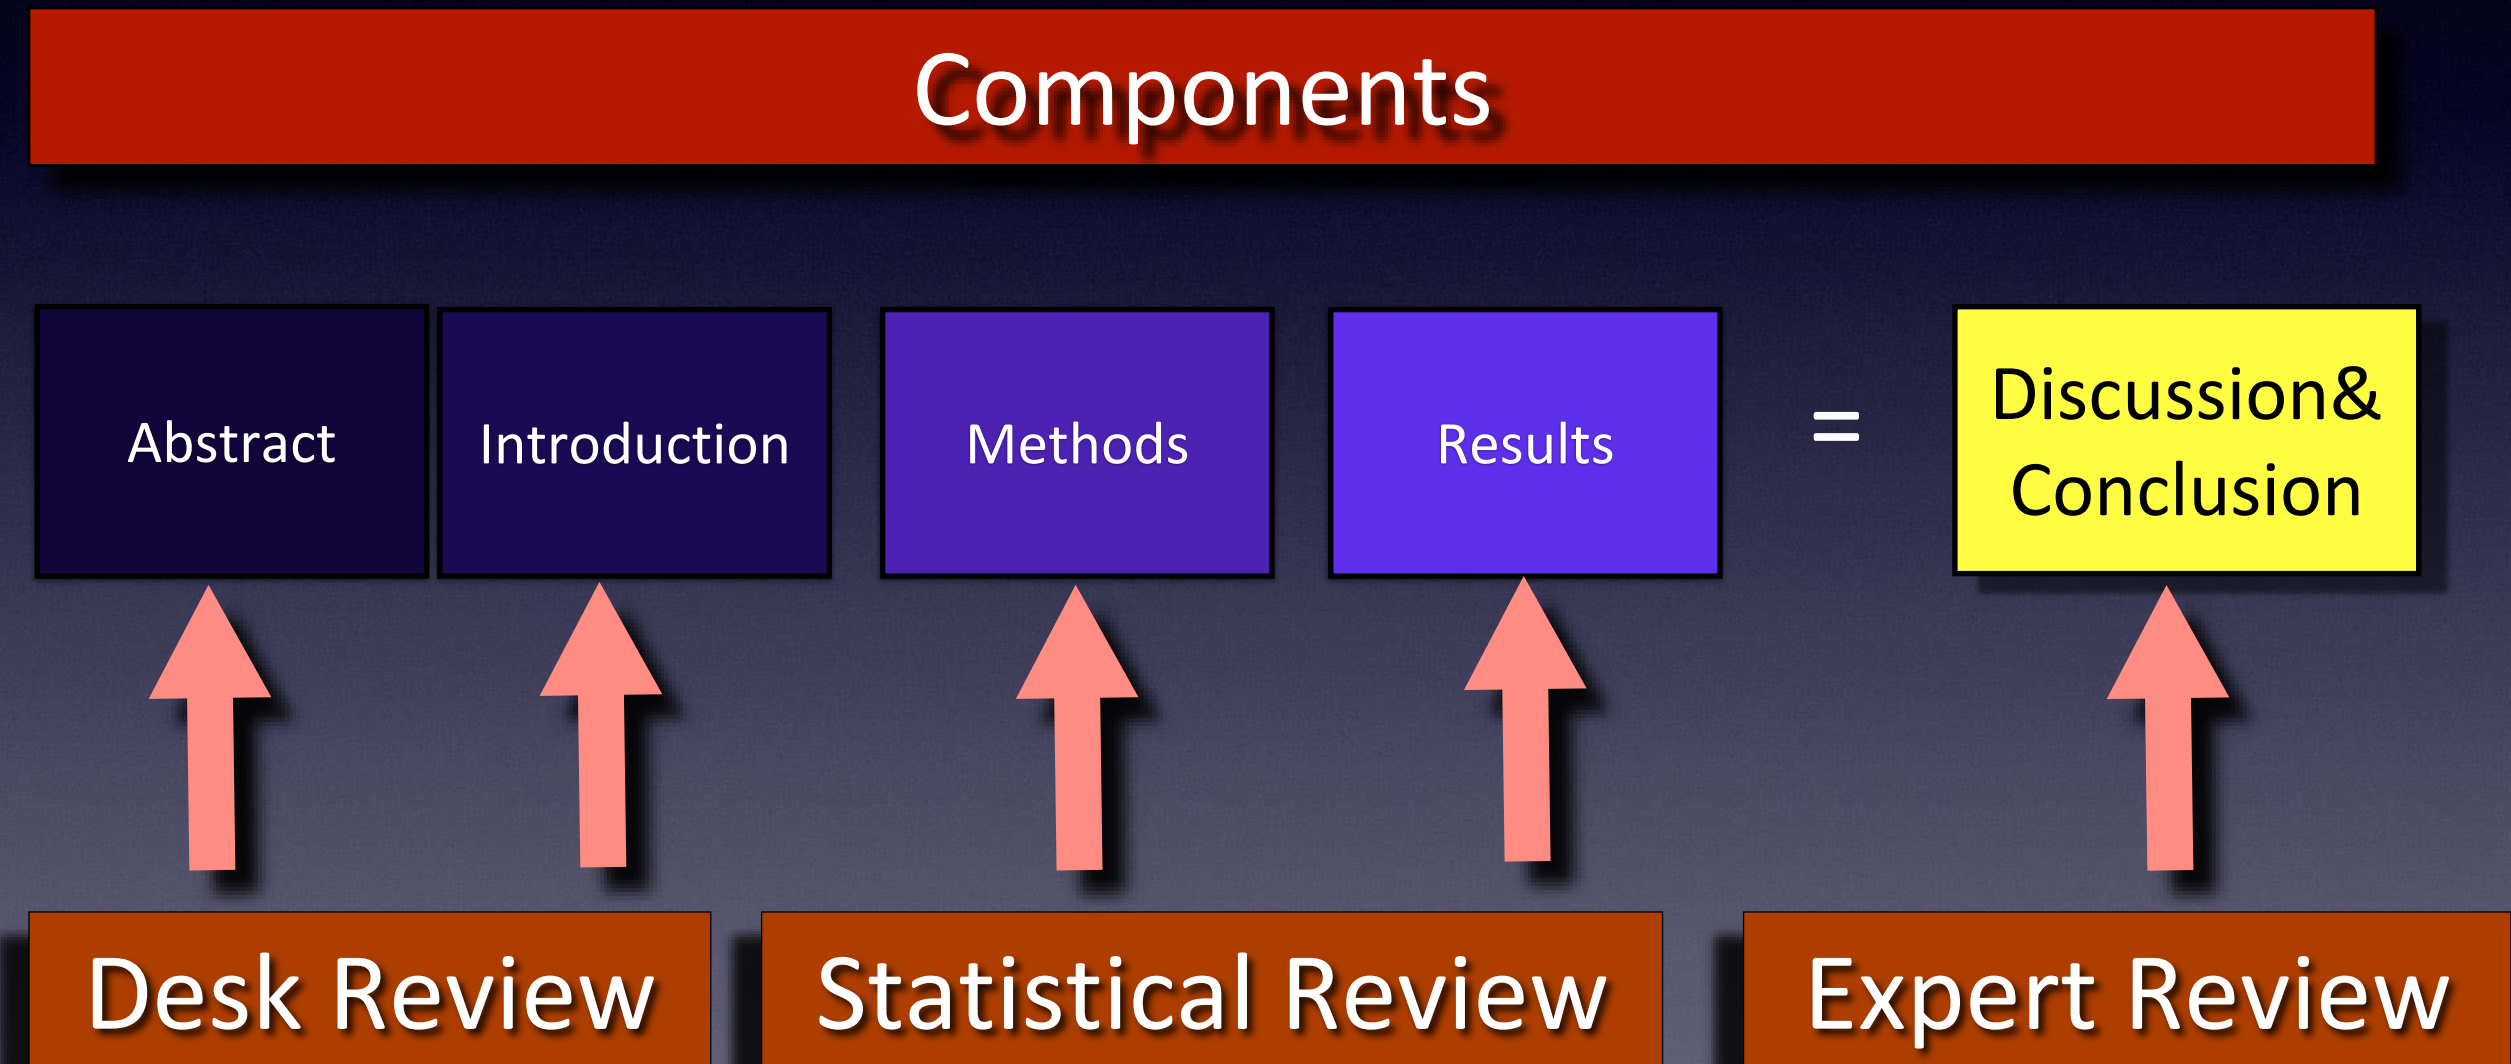 Components
Abstract
Introduction
Methods
Results
=
Discussion&
Conclusion
Desk Review
Statistical Review
Expert Review